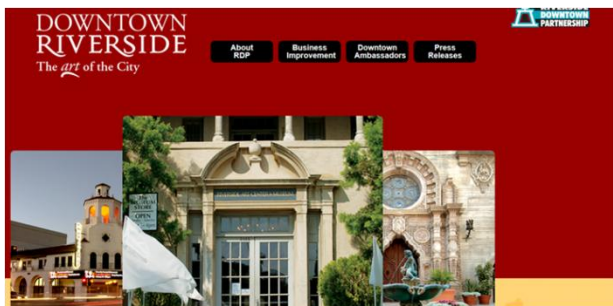 DOWNTOWN
RIVERSIDE
The art of the City
RIVERSIDE
DOWNTOWN
PARTNERSHIP
About
RDP
Business
Improvement
Downtown
Ambassadors
Press
Releases
OPEN